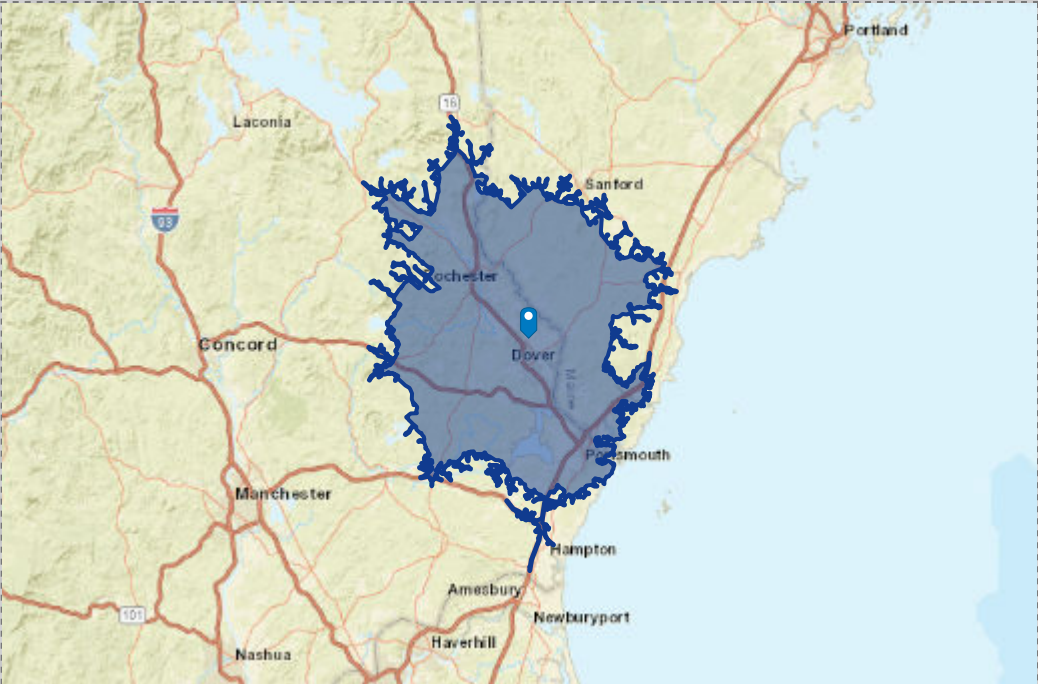 Portland
16
Laconia
Sanford
93
Rochester
Concord
Dover
Portsmouth
Manchester
Hampton
Amesbury
101
Newburyport
Haverhill
Nashua